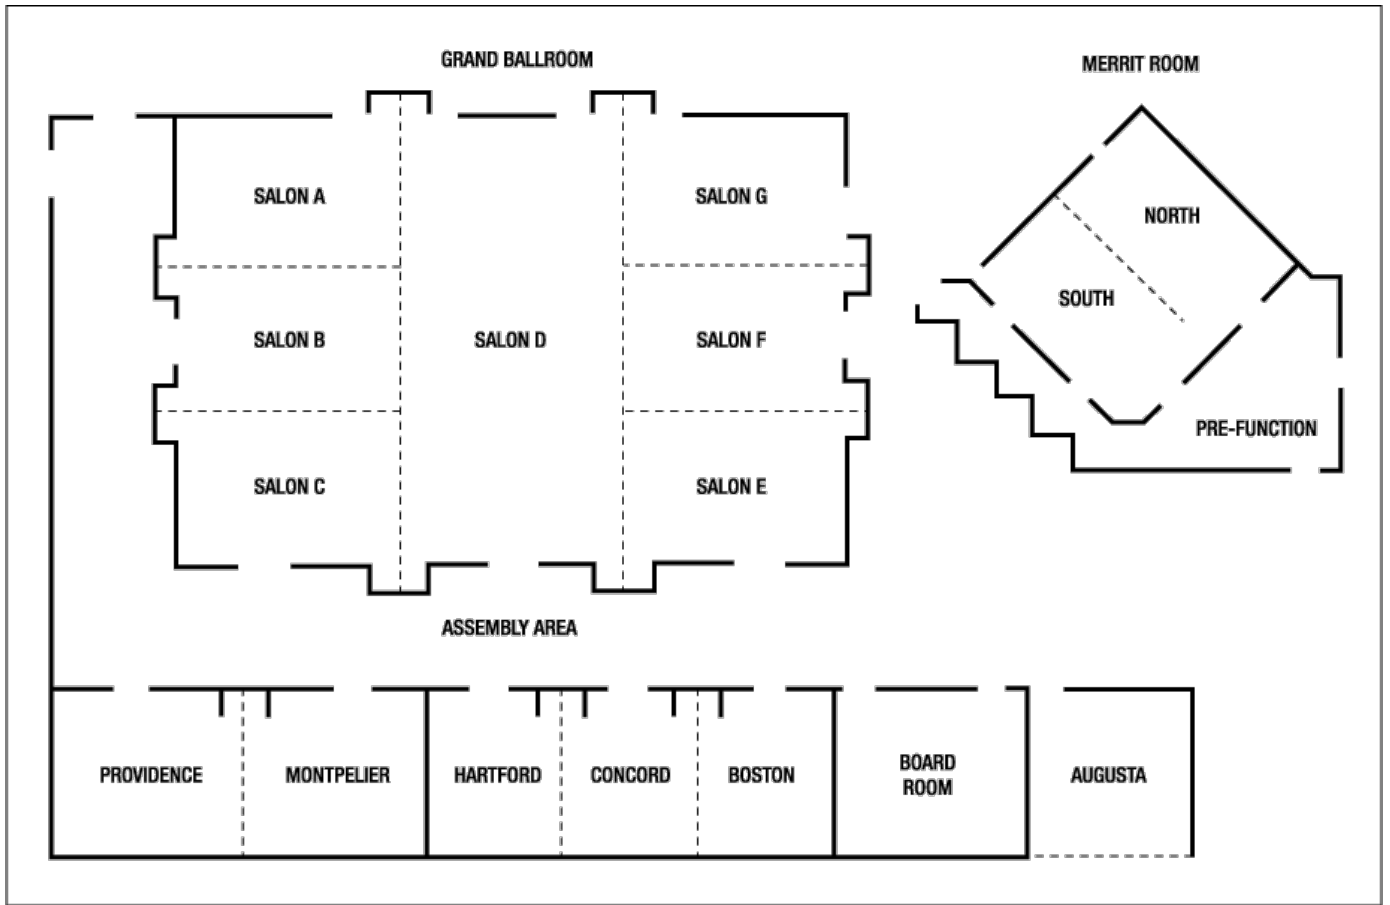 GRAND BALLROOM
MERRIT ROOM
SALON A
SALON G
NORTH
SOUTH
SALON B
SALON D
SALON F
PRE-FUNCTION
SALON C
SALON E
ASSEMBLY AREA
PROVIDENCE
MONTPELIER
HARTFORD
CONCORD
BOSTON
BOARD
ROOM
AUGUSTA